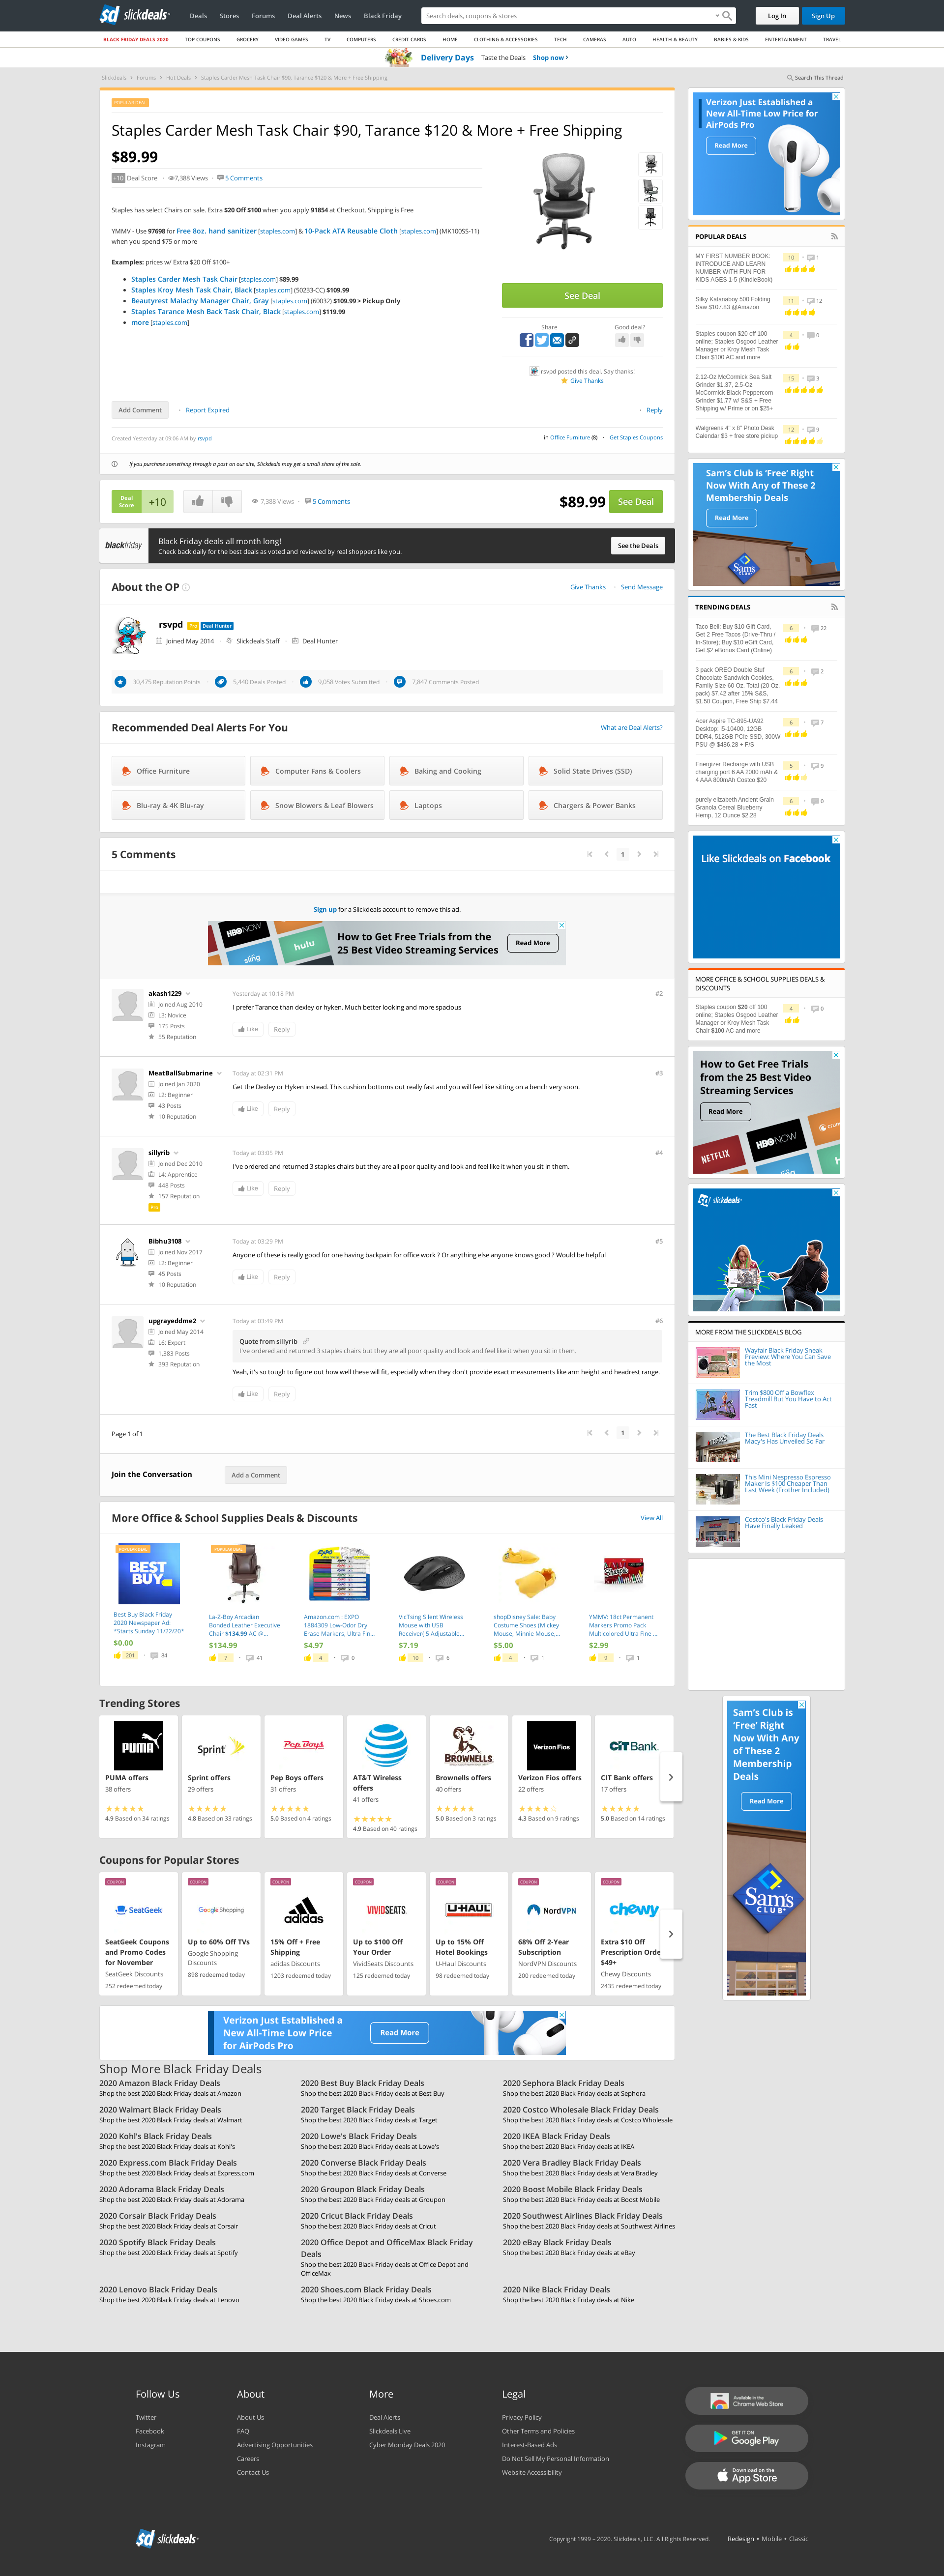 slickdeals
Deals Stores Forums Deal Alerts News Black Friday
Search deals, coupons & stores
Log In Sign Up
BLACK FRIDAY DEALS 2020 TOP COUPONS GROCERY VIDEO GAMES TV COMPUTERS CREDIT CARDS HOME CLOTHING & ACCESSORIES TECH CAMERAS AUTO HEALTH & BEAUTY BABIES & KIDS ENTERTAINMENT TRAVEL
Delivery Days Taste the Deals Shop now
Slickdeals Forums Hot Deals Staples Carder Mesh Task Chair $90, Tarance $120 & More + Free Shipping
Search This Thread
POPULAR DEAL
Staples Carder Mesh Task Chair $90, Tarance $120 & More + Free Shipping
$89.99
+10 Deal Score 7,388 Views 5 Comments
Staples has select Chairs on sale. Extra $20 Off $100 when you apply 91854 at Checkout. Shipping is Free
YMMV - Use 97698 for Free 8oz. hand sanitizer [staples.com] & 10-Pack ATA Reusable Cloth [staples.com] (MK100SS-11)
when you spend $75 or more
Examples: prices w/ Extra $20 Off $100+
Staples Carder Mesh Task Chair [staples.com] $89.99
Staples Kroy Mesh Task Chair, Black [staples.com] (50233-CC) $109.99
Beautyrest Malachy Manager Chair, Gray [staples.com] (60032) $109.99 > Pickup Only
Staples Tarance Mesh Back Task Chair, Black [staples.com] $119.99
more [staples.com]
See Deal
Share Good deal?
rsvpd posted this deal. Say thanks!
Give Thanks
Add Comment Report Expired Reply
Created Yesterday at 09:06 AM by rsvpd
in Office Furniture (8) Get Staples Coupons
If you purchase something through a post on our site, Slickdeals may get a small share of the sale.
Deal
Score
+10
7,388 Views 5 Comments
$89.99 See Deal
blackfriday
Black Friday deals all month long!
Check back daily for the best deals as voted and reviewed by real shoppers like you.
See the Deals
About the OP
Give Thanks Send Message
rsvpd Pro Deal Hunter
Joined May 2014 Slickdeals Staff Deal Hunter
30,475 Reputation Points 5,440 Deals Posted 9,058 Votes Submitted 7,847 Comments Posted
Recommended Deal Alerts For You
What are Deal Alerts?
Office Furniture Computer Fans & Coolers Baking and Cooking Solid State Drives (SSD)
Blu-ray & 4K Blu-ray Snow Blowers & Leaf Blowers Laptops Chargers & Power Banks
5 Comments
1
Sign up for a Slickdeals account to remove this ad.
HBO NOW
sling
hulu
How to Get Free Trials from the
25 Best Video Streaming Services
Read More
akash1229
Joined Aug 2010
L3: Novice
175 Posts
55 Reputation
Yesterday at 10:18 PM
#2
I prefer Tarance than dexley or hyken. Much better looking and more spacious
Like Reply
MeatBallSubmarine
Joined Jan 2020
L2: Beginner
43 Posts
10 Reputation
Today at 02:31 PM
#3
Get the Dexley or Hyken instead. This cushion bottoms out really fast and you will feel like sitting on a bench very soon.
Like Reply
sillyrib
Joined Dec 2010
L4: Apprentice
448 Posts
157 Reputation
Pro
Today at 03:05 PM
#4
I've ordered and returned 3 staples chairs but they are all poor quality and look and feel like it when you sit in them.
Like Reply
Bibhu3108
Joined Nov 2017
L2: Beginner
45 Posts
10 Reputation
Today at 03:29 PM
#5
Anyone of these is really good for one having backpain for office work ? Or anything else anyone knows good ? Would be helpful
Like Reply
upgrayeddme2
Joined May 2014
L6: Expert
1,383 Posts
393 Reputation
Today at 03:49 PM
#6
Quote from sillyrib
I've ordered and returned 3 staples chairs but they are all poor quality and look and feel like it when you sit in them.
Yeah, it's so tough to figure out how well these will fit, especially when they don't provide exact measurements like arm height and headrest range.
Like Reply
Page 1 of 1
1
Join the Conversation Add a Comment
More Office & School Supplies Deals & Discounts
View All
POPULAR DEAL
BEST
BUY
Best Buy Black Friday
2020 Newspaper Ad:
*Starts Sunday 11/22/20*
$0.00
201 84
POPULAR DEAL
La-Z-Boy Arcadian
Bonded Leather Executive
Chair $134.99 AC @...
$134.99
7 41
EXPO
Amazon.com : EXPO
1884309 Low-Odor Dry
Erase Markers, Ultra Fin...
$4.97
4 0
VicTsing Silent Wireless
Mouse with USB
Receiver( 5 Adjustable...
$7.19
10 6
shopDisney Sale: Baby
Costume Shoes (Mickey
Mouse, Minnie Mouse,...
$5.00
4 1
Sharpie
YMMV: 18ct Permanent
Markers Promo Pack
Multicolored Ultra Fine ...
$2.99
9 1
Trending Stores
PUMA
PUMA offers
38 offers
4.9 Based on 34 ratings
Sprint
Sprint offers
29 offers
4.8 Based on 33 ratings
Pep Boys
Pep Boys offers
31 offers
5.0 Based on 4 ratings
AT&T
AT&T Wireless
offers
41 offers
4.9 Based on 40 ratings
BROWNELLS
Brownells offers
40 offers
5.0 Based on 3 ratings
Verizon Fios
Verizon Fios offers
22 offers
4.3 Based on 9 ratings
CIT Bank
CIT Bank offers
17 offers
5.0 Based on 14 ratings
Coupons for Popular Stores
COUPON
SeatGeek
SeatGeek Coupons
and Promo Codes
for November
SeatGeek Discounts
252 redeemed today
COUPON
Google Shopping
Up to 60% Off TVs
Google Shopping
Discounts
898 redeemed today
COUPON
adidas
15% Off + Free
Shipping
adidas Discounts
1203 redeemed today
COUPON
VIVIDSEATS
Up to $100 Off
Your Order
VividSeats Discounts
125 redeemed today
COUPON
U-HAUL
Up to 15% Off
Hotel Bookings
U-Haul Discounts
98 redeemed today
COUPON
NordVPN
68% Off 2-Year
Subscription
NordVPN Discounts
200 redeemed today
COUPON
chewy
Extra $10 Off
Prescription Orde
$49+
Chewy Discounts
2435 redeemed today
Verizon Just Established a
New All-Time Low Price
for AirPods Pro
Read More
Shop More Black Friday Deals
2020 Amazon Black Friday Deals
Shop the best 2020 Black Friday deals at Amazon
2020 Best Buy Black Friday Deals
Shop the best 2020 Black Friday deals at Best Buy
2020 Sephora Black Friday Deals
Shop the best 2020 Black Friday deals at Sephora
2020 Walmart Black Friday Deals
Shop the best 2020 Black Friday deals at Walmart
2020 Target Black Friday Deals
Shop the best 2020 Black Friday deals at Target
2020 Costco Wholesale Black Friday Deals
Shop the best 2020 Black Friday deals at Costco Wholesale
2020 Kohl's Black Friday Deals
Shop the best 2020 Black Friday deals at Kohl's
2020 Lowe's Black Friday Deals
Shop the best 2020 Black Friday deals at Lowe's
2020 IKEA Black Friday Deals
Shop the best 2020 Black Friday deals at IKEA
2020 Express.com Black Friday Deals
Shop the best 2020 Black Friday deals at Express.com
2020 Converse Black Friday Deals
Shop the best 2020 Black Friday deals at Converse
2020 Vera Bradley Black Friday Deals
Shop the best 2020 Black Friday deals at Vera Bradley
2020 Adorama Black Friday Deals
Shop the best 2020 Black Friday deals at Adorama
2020 Groupon Black Friday Deals
Shop the best 2020 Black Friday deals at Groupon
2020 Boost Mobile Black Friday Deals
Shop the best 2020 Black Friday deals at Boost Mobile
2020 Corsair Black Friday Deals
Shop the best 2020 Black Friday deals at Corsair
2020 Cricut Black Friday Deals
Shop the best 2020 Black Friday deals at Cricut
2020 Southwest Airlines Black Friday Deals
Shop the best 2020 Black Friday deals at Southwest Airlines
2020 Spotify Black Friday Deals
Shop the best 2020 Black Friday deals at Spotify
2020 Office Depot and OfficeMax Black Friday
Deals
Shop the best 2020 Black Friday deals at Office Depot and
OfficeMax
2020 eBay Black Friday Deals
Shop the best 2020 Black Friday deals at eBay
2020 Lenovo Black Friday Deals
Shop the best 2020 Black Friday deals at Lenovo
2020 Shoes.com Black Friday Deals
Shop the best 2020 Black Friday deals at Shoes.com
2020 Nike Black Friday Deals
Shop the best 2020 Black Friday deals at Nike
Verizon Just Established a
New All-Time Low Price for
AirPods Pro
Read More
POPULAR DEALS
MY FIRST NUMBER BOOK:
INTRODUCE AND LEARN
NUMBER WITH FUN FOR
KIDS AGES 1-5 (KindleBook)
10 1
Silky Katanaboy 500 Folding
Saw $107.83 @Amazon
11 12
Staples coupon $20 off 100
online; Staples Osgood Leather
Manager or Kroy Mesh Task
Chair $100 AC and more
4 0
2.12-Oz McCormick Sea Salt
Grinder $1.37, 2.5-Oz
McCormick Black Peppercorn
Grinder $1.77 w/ S&S + Free
Shipping w/ Prime or on $25+
15 3
Walgreens 4" x 8" Photo Desk
Calendar $3 + free store pickup
12 9
Sam's Club is 'Free' Right
Now With Any of These 2
Membership Deals
Read More
Sam's
CLUB
TRENDING DEALS
Taco Bell: Buy $10 Gift Card,
Get 2 Free Tacos (Drive-Thru /
In-Store); Buy $10 eGift Card,
Get $2 eBonus Card (Online)
6 22
3 pack OREO Double Stuf
Chocolate Sandwich Cookies,
Family Size 60 Oz. Total (20 Oz.
pack) $7.42 after 15% S&S,
$1.50 Coupon, Free Ship $7.44
6 2
Acer Aspire TC-895-UA92
Desktop: i5-10400, 12GB
DDR4, 512GB PCIe SSD, 300W
PSU @ $486.28 + F/S
6 7
Energizer Recharge with USB
charging port 6 AA 2000 mAh &
4 AAA 800mAh Costco $20
5 9
purely elizabeth Ancient Grain
Granola Cereal Blueberry
Hemp, 12 Ounce $2.28
6 0
Like Slickdeals on Facebook
MORE OFFICE & SCHOOL SUPPLIES DEALS &
DISCOUNTS
Staples coupon $20 off 100
online; Staples Osgood Leather
Manager or Kroy Mesh Task
Chair $100 AC and more
4 0
How to Get Free Trials
from the 25 Best Video
Streaming Services
Read More
NETFLIX
HBO NOW
slickdeals
MORE FROM THE SLICKDEALS BLOG
Wayfair Black Friday Sneak
Preview: Where You Can Save
the Most
Trim $800 Off a Bowflex
Treadmill But You Have to Act
Fast
The Best Black Friday Deals
Macy's Has Unveiled So Far
This Mini Nespresso Espresso
Maker Is $100 Cheaper Than
Last Week (Frother Included)
Costco's Black Friday Deals
Have Finally Leaked
Sam's Club is
'Free' Right
Now With Any
of These 2
Membership
Deals
Read More
Sam's
CLUB
Follow Us
Twitter
Facebook
Instagram
About
About Us
FAQ
Advertising Opportunities
Careers
Contact Us
More
Deal Alerts
Slickdeals Live
Cyber Monday Deals 2020
Legal
Privacy Policy
Other Terms and Policies
Interest-Based Ads
Do Not Sell My Personal Information
Website Accessibility
Available in the
Chrome Web Store
GET IT ON
Google Play
Download on the
App Store
slickdeals
Copyright 1999 - 2020. Slickdeals, LLC. All Rights Reserved. Redesign • Mobile • Classic